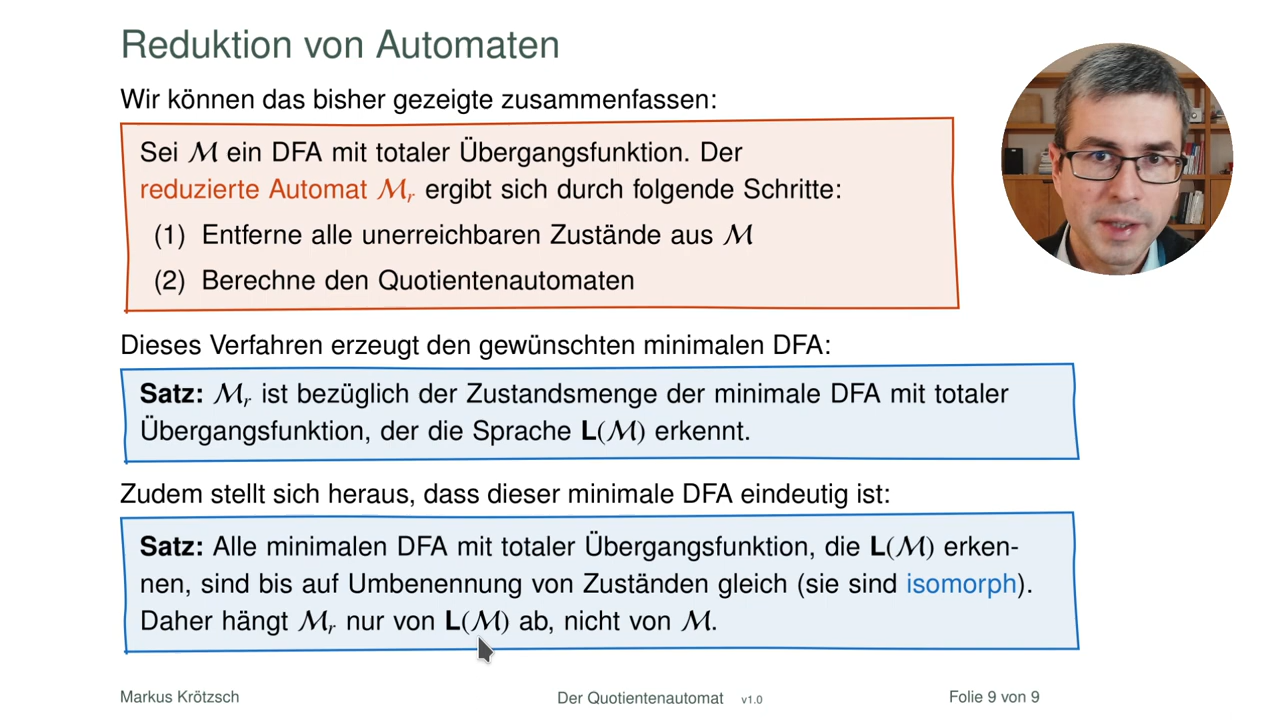 Reduktion von Automaten
Wir können das bisher gezeigte zusammenfassen:
Sei ℳ ein DFA mit totaler Übergangsfunktion. Der
reduzierte Automat ℳᵣ ergibt sich durch folgende Schritte:
(1) Entferne alle unerreichbaren Zustände aus ℳ
(2) Berechne den Quotientenautomaten
Dieses Verfahren erzeugt den gewünschten minimalen DFA:
Satz: ℳᵣ ist bezüglich der Zustandsmenge der minimale DFA mit totaler
Übergangsfunktion, der die Sprache L(ℳ) erkennt.
Zudem stellt sich heraus, dass dieser minimale DFA eindeutig ist:
Satz: Alle minimalen DFA mit totaler Übergangsfunktion, die L(ℳ) erken-
nen, sind bis auf Umbenennung von Zuständen gleich (sie sind isomorph).
Daher hängt ℳᵣ nur von L(ℳ) ab, nicht von ℳ.
Markus Krötzsch Der Quotientenautomat v1.0 Folie 9 von 9